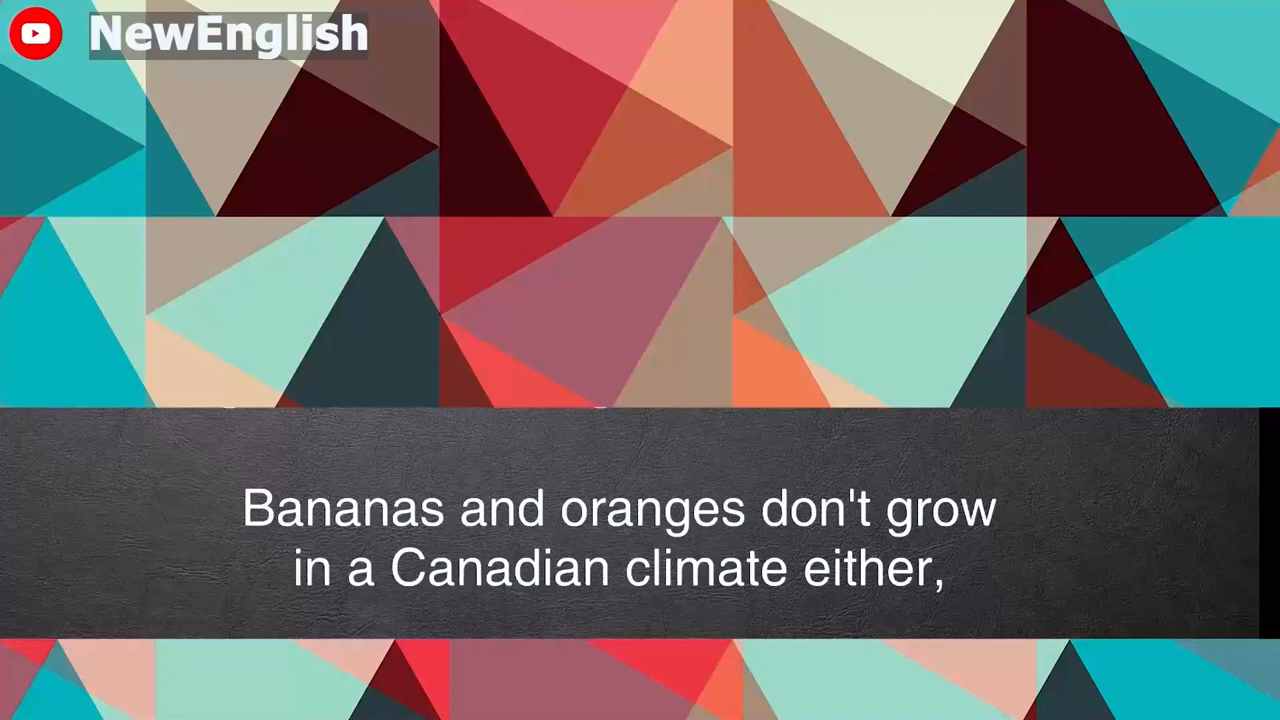 NewEnglish
Bananas and oranges don't grow
in a Canadian climate either,